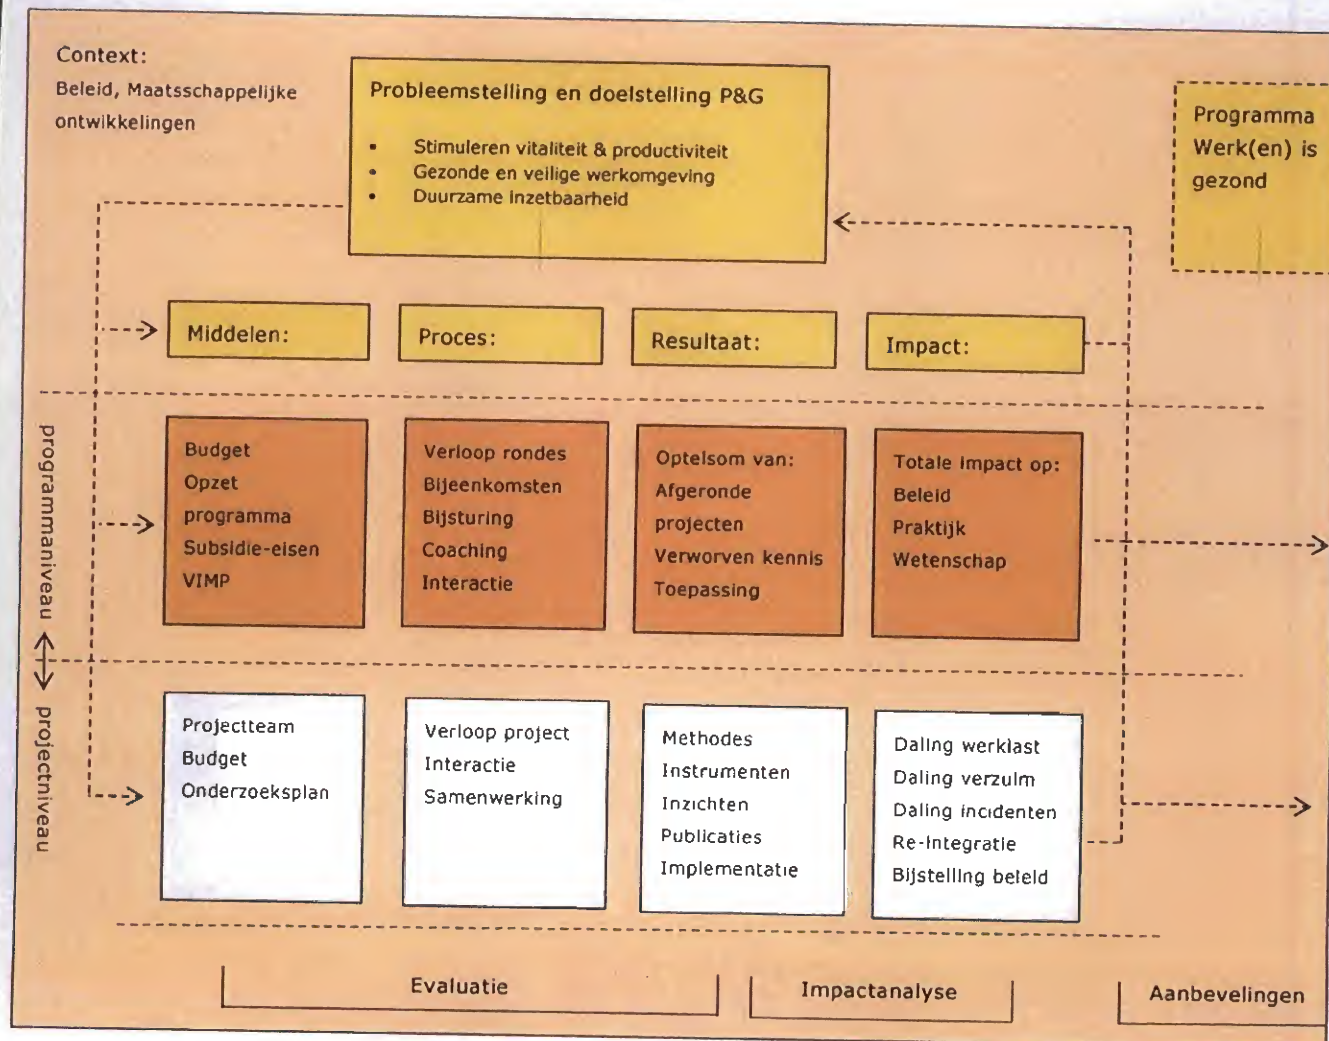 Context:
Beleid, Maatsschappelijke
ontwikkelingen
Probleemstelling en doelstelling P&G
• Stimuleren vitaliteit & productiviteit
• Gezonde en veilige werkomgeving
• Duurzame inzetbaarheid
Programma
Werk(en) is
gezond
Middelen:
Proces:
Resultaat:
Impact:
programmaniveau
Budget
Opzet
programma
Subsidie-eisen
VIMP
Verloop rondes
Bijeenkomsten
Bijsturing
Coaching
Interactie
Optelsom van:
Afgeronde
projecten
Verworven kennis
Toepassing
Totale impact op:
Beleid
Praktijk
Wetenschap
projectniveau
Projectteam
Budget
Onderzoeksplan
Verloop project
Interactie
Samenwerking
Methodes
Instrumenten
Inzichten
Publicaties
Implementatie
Daling werklast
Daling verzuim
Daling incidenten
Re-integratie
Bijstelling beleid
Evaluatie
Impactanalyse
Aanbevelingen